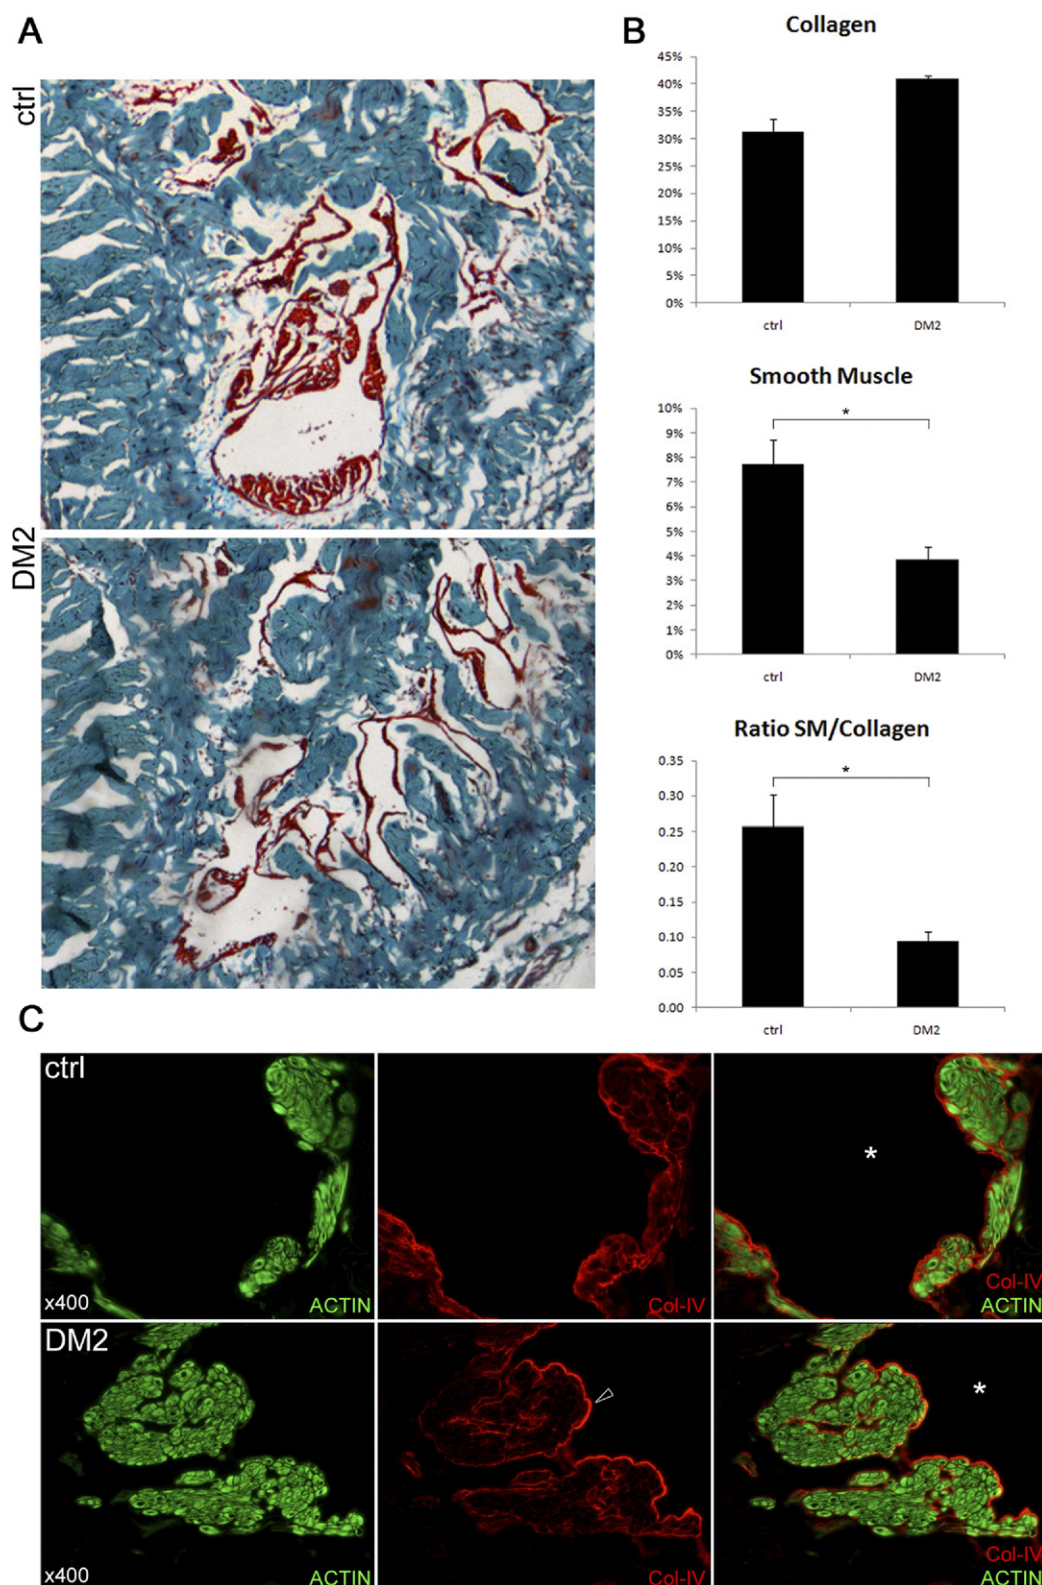 A
ctrl
DM2
B
Collagen
45%
40%
35%
30%
25%
20%
15%
10%
5%
0%
ctrl DM2
Smooth Muscle
10%
9%
8%
7%
6%
5%
4%
3%
2%
1%
0%
*
ctrl DM2
Ratio SM/Collagen
0.35
0.30
0.25
0.20
0.15
0.10
0.05
0.00
*
ctrl DM2
C
ctrl
x400
ACTIN
Col-IV
*
Col-IV
ACTIN
DM2
x400
ACTIN
Col-IV
*
Col-IV
ACTIN